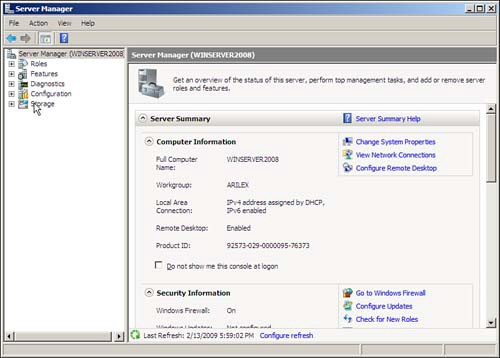 Server Manager
File Action View Help
Server Manager (WINSERVER2008)
Roles
Features
Diagnostics
Configuration
Storage
Server Manager (WINSERVER2008)
Get an overview of the status of this server, perform top management tasks, and add or remove server
roles and features.
Server Summary
Server Summary Help
Computer Information
Full Computer
Name:
WINSERVER2008
Workgroup:
ARILEX
Local Area
Connection:
IPv4 address assigned by DHCP,
IPv6 enabled
Remote Desktop:
Enabled
Product ID:
92573-029-0000095-76373
Do not show me this console at logon
Change System Properties
View Network Connections
Configure Remote Desktop
Security Information
Windows Firewall:
On
Windows Updates:
Not configured
Go to Windows Firewall
Configure Updates
Check for New Roles
Last Refresh: 2/13/2009 5:59:02 PM Configure refresh